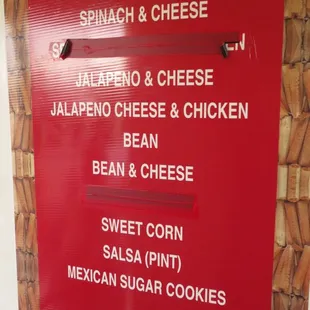 SPINACH & CHEESE
JALAPENO & CHEESE
JALAPENO CHEESE & CHICKEN
BEAN
BEAN & CHEESE
SWEET CORN
SALSA (PINT)
MEXICAN SUGAR COOKIES